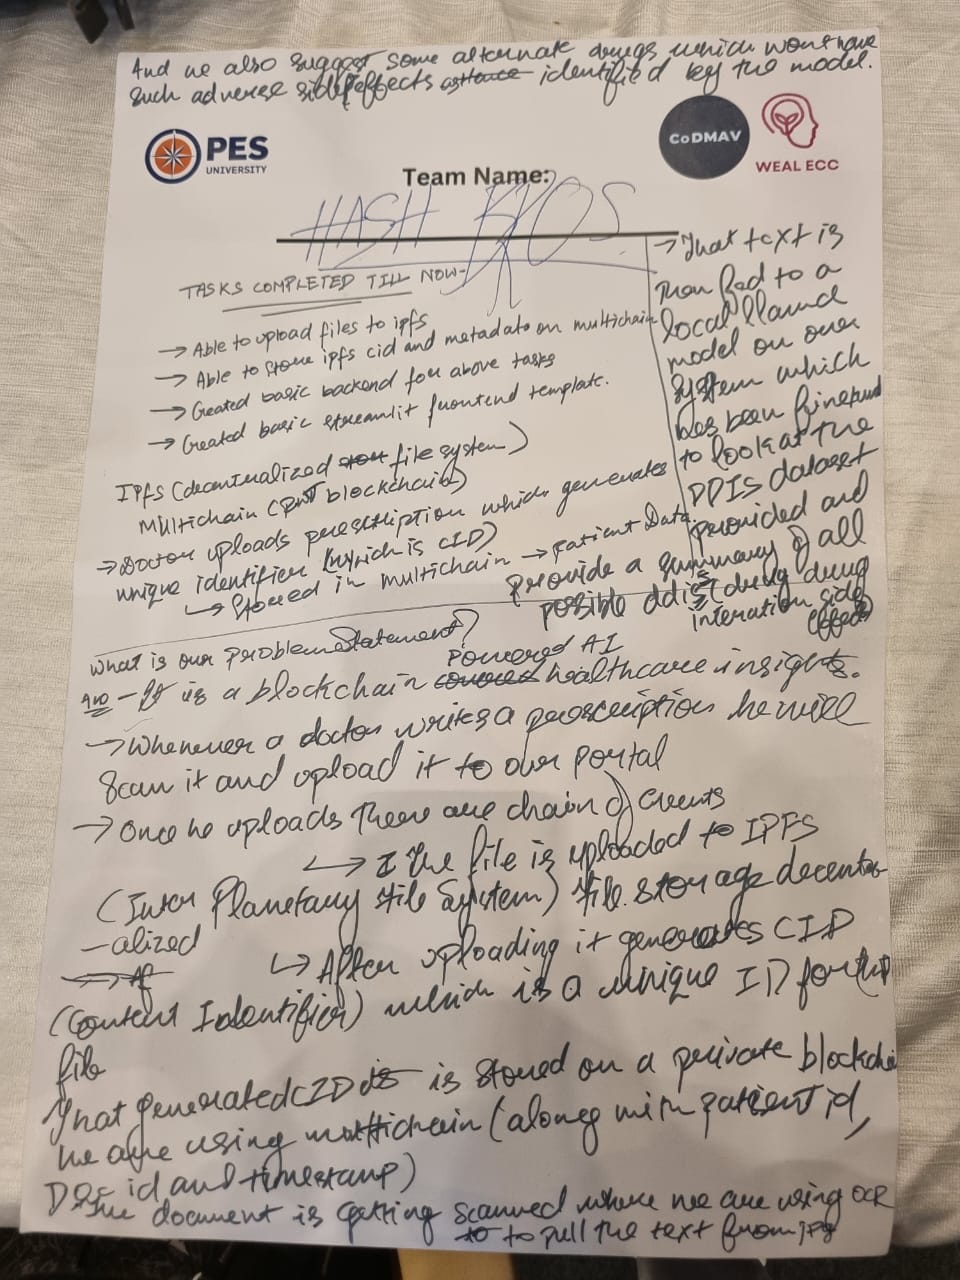 And we also suggest some alternate drugs which wont have
such adverse side effects identified by the model.
PES
UNIVERSITY
CoDMAV
WEAL ECC
Team Name:
HASH BROS
TASKS COMPLETED TILL NOW-
→ Able to upload files to ipfs
→ Able to store ipfs cid and metadata on multichain
→ Created basic backend for above tasks
→ Created basic streamlit frontend template.
IPFS (decentralized file system)
Multichain (pvt blockchain)
→ Doctor uploads prescription which generates
unique identifier (which is CID)
↳ Stored in multichain → Patient Data
What is our problem statement?
Ans - It is a blockchain Powered AI healthcare insights.
→ Whenever a doctor writes a prescription he will
Scan it and upload it to our portal
→ Once he uploads There are chain of events
↳ The file is uploaded to IPFS
(Inter Planetary File System) file storage decentr
-alized
↳ After uploading it generates CID
(Content Identifier) which is a unique ID for the
file
That generated CID is stored on a private blockchain
we are using multichain (along with patient id,
Doc id and timestamp)
The document is getting scanned where we are using OCR
to pull the text from jpg
→ That text is
then fed to a
local llama
model on our
system which
has been finetuned
to look at the
DDIS dataset
provided and
provide a summary of all
possible ddis (drug drug
interation side
effects)